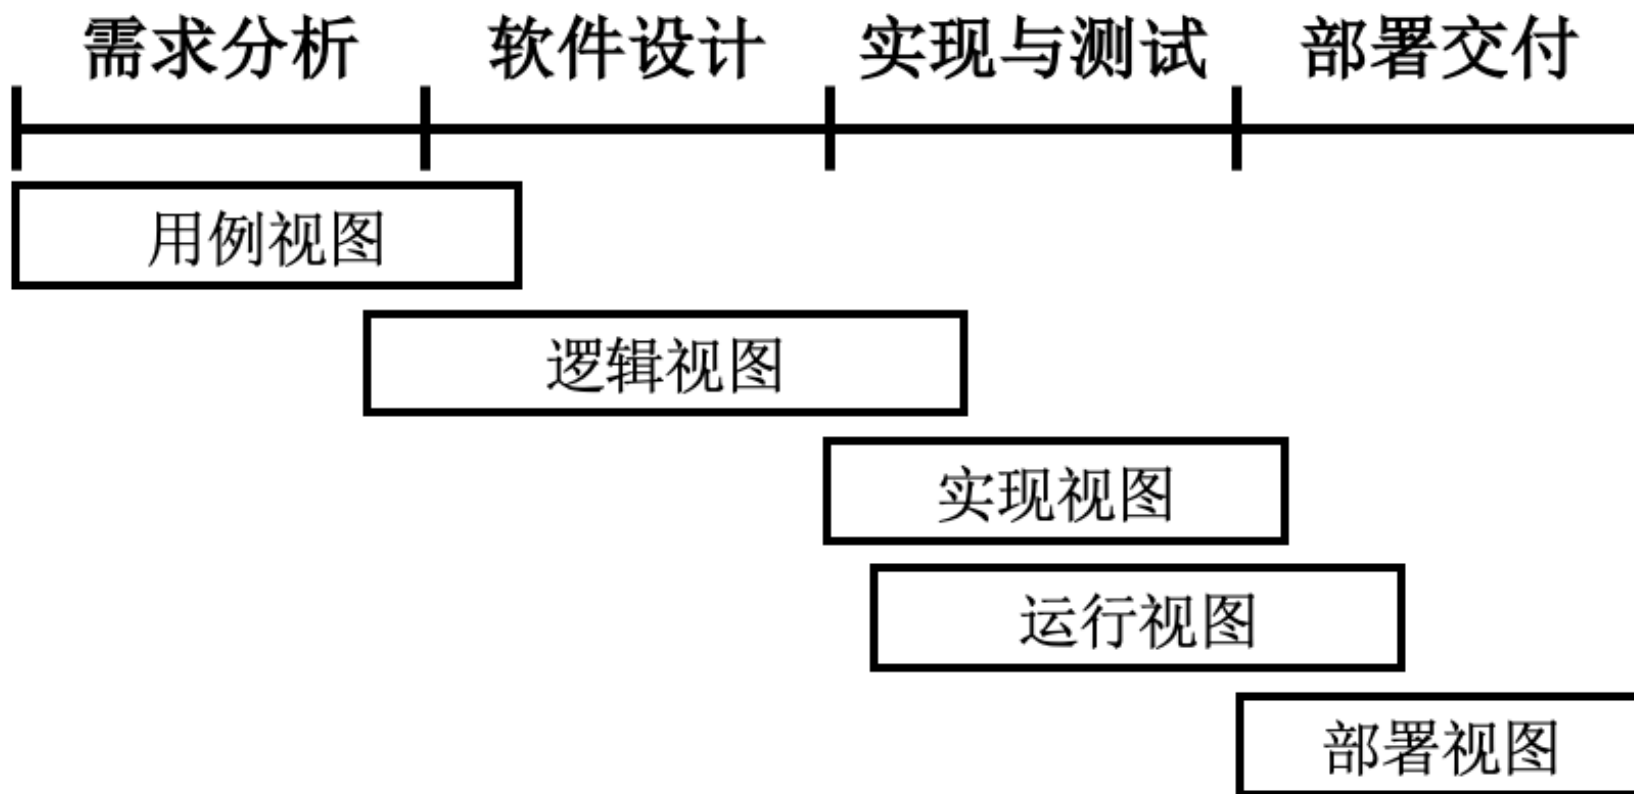 需求分析 软件设计 实现与测试 部署交付
用例视图
逻辑视图
实现视图
运行视图
部署视图